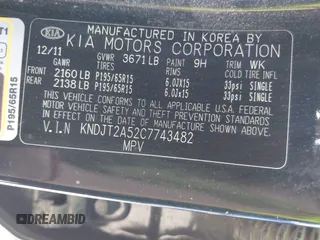 MANUFACTURED IN KOREA
KIA KIA MOTORS CORPORATION
12/11 GVWR 3671LB PAINT 9H TRIM WK
GAWR TIRES RIMS COLD TIRE INFL
FRONT 2160LB P195/65R15 6.0JX15 33psi SINGLE
REAR 2138LB P195/65R15 6.0JX15 33psi SINGLE
THIS VEHICLE CONFORMS TO ALL APPLICABLE U.S.A FEDERAL
MOTOR VEHICLE SAFETY AND THEFT PREVENTION STANDARDS
IN EFFECT ON THE DATE OF MANUFACTURE SHOWN ABOVE.
V.I.N KNDJT2A52C7743482
MPV
P195/65R15
DREAMBID